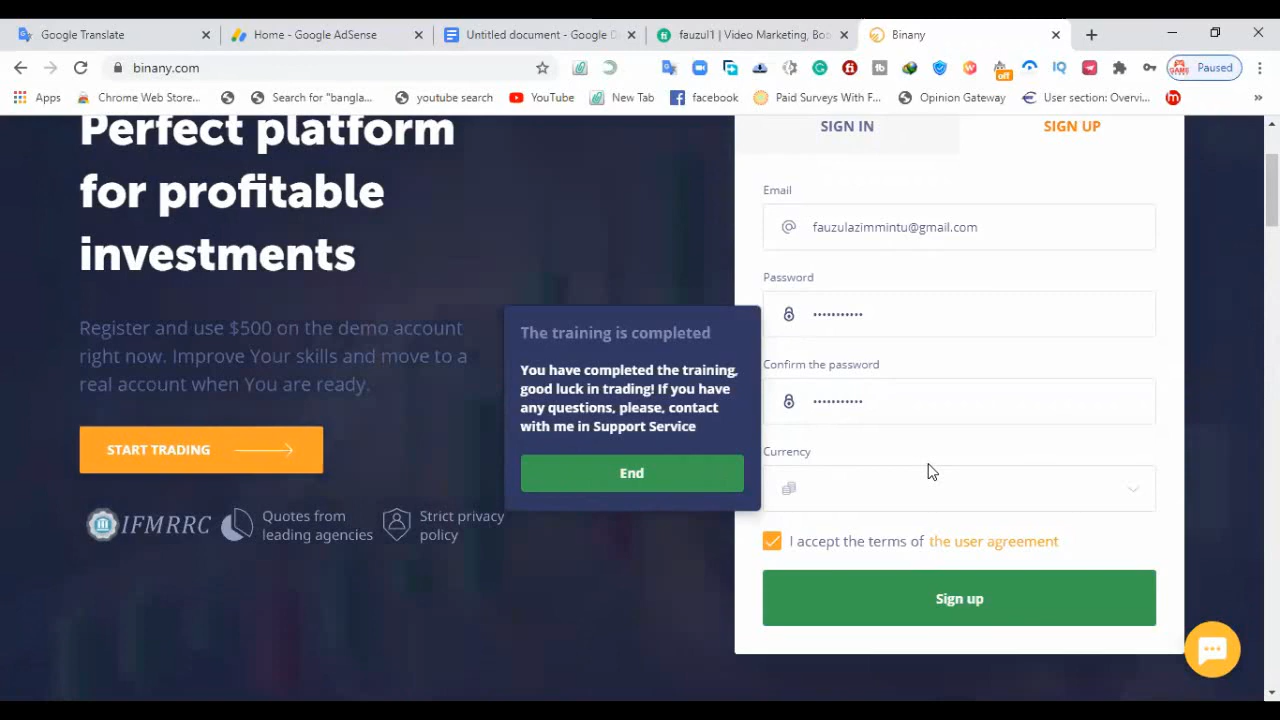 Google Translate
Home - Google AdSense
Untitled document - Google D
fauzul1 | Video Marketing, Boo
Binany
binany.com
Paused
Apps
Chrome Web Store...
Search for "bangla...
youtube search
YouTube
New Tab
facebook
Paid Surveys With F...
Opinion Gateway
User section: Overvi...
Perfect platform
for profitable
investments
Register and use $500 on the demo account
right now. Improve Your skills and move to a
real account when You are ready.
START TRADING
IFMRRC
Quotes from
leading agencies
Strict privacy
policy
The training is completed
You have completed the training,
good luck in trading! If you have
any questions, please, contact
with me in Support Service
End
SIGN IN
SIGN UP
Email
fauzulazimmintu@gmail.com
Password
Confirm the password
Currency
I accept the terms of the user agreement
Sign up